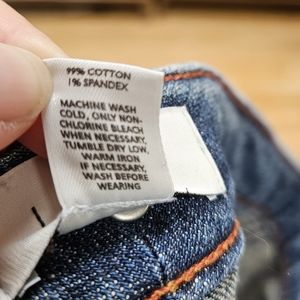 99% COTTON
1% SPANDEX
MACHINE WASH
COLD, ONLY NON-
CHLORINE BLEACH
WHEN NECESSARY,
TUMBLE DRY LOW,
WARM IRON
IF NECESSARY,
WASH BEFORE
WEARING